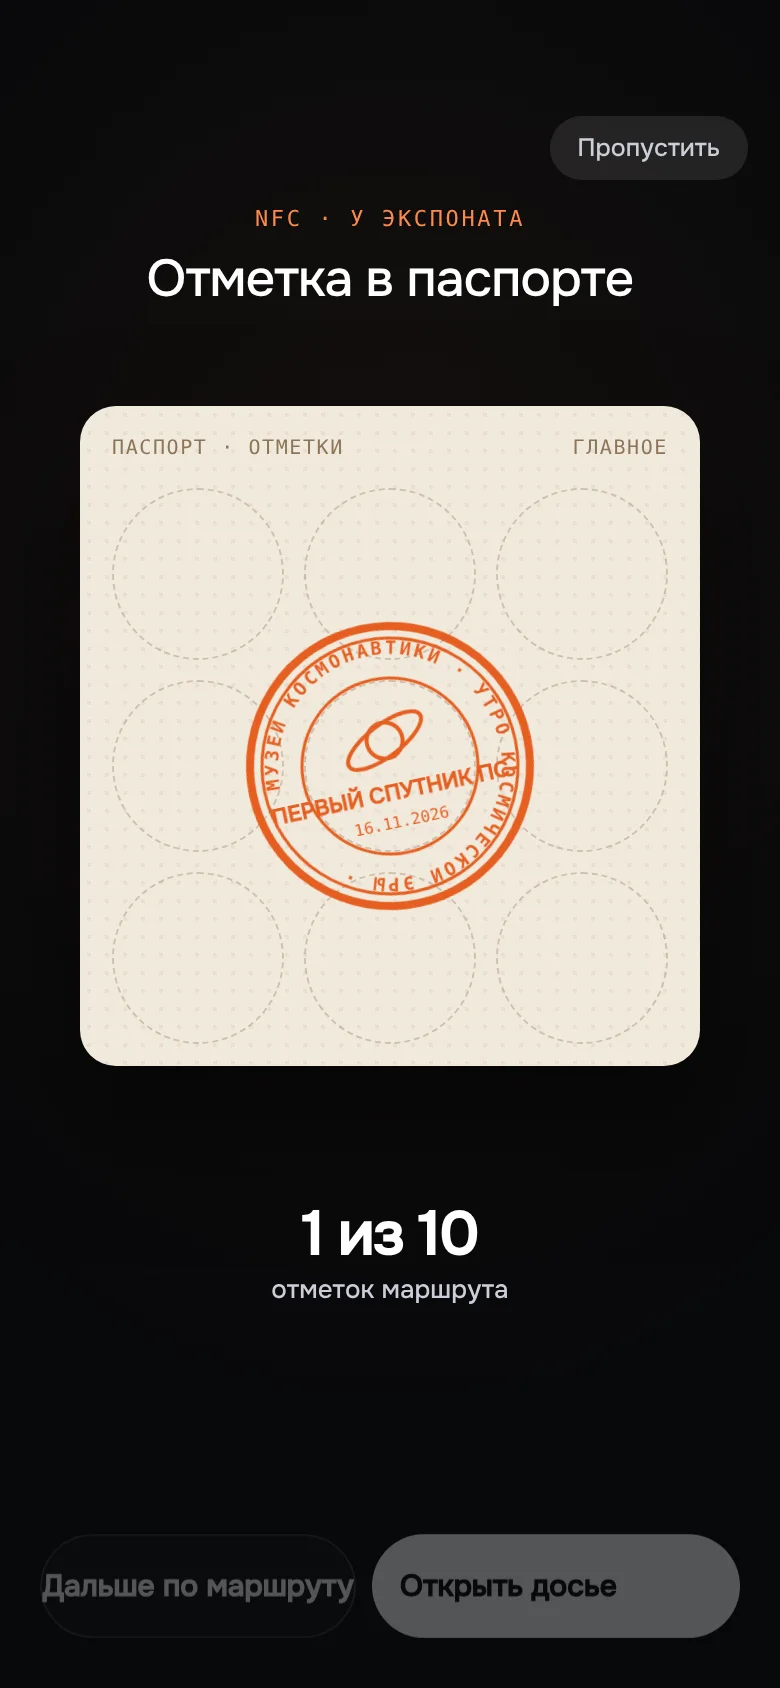 Пропустить
NFC · У ЭКСПОНАТА
Отметка в паспорте
ПАСПОРТ · ОТМЕТКИ
ГЛАВНОЕ
МУЗЕЙ КОСМОНАВТИКИ · УТРО КОСМИЧЕСКОЙ ЭРЫ ·
ПЕРВЫЙ СПУТНИК ПС
16.11.2026
1 из 10
отметок маршрута
Дальше по маршруту
Открыть досье